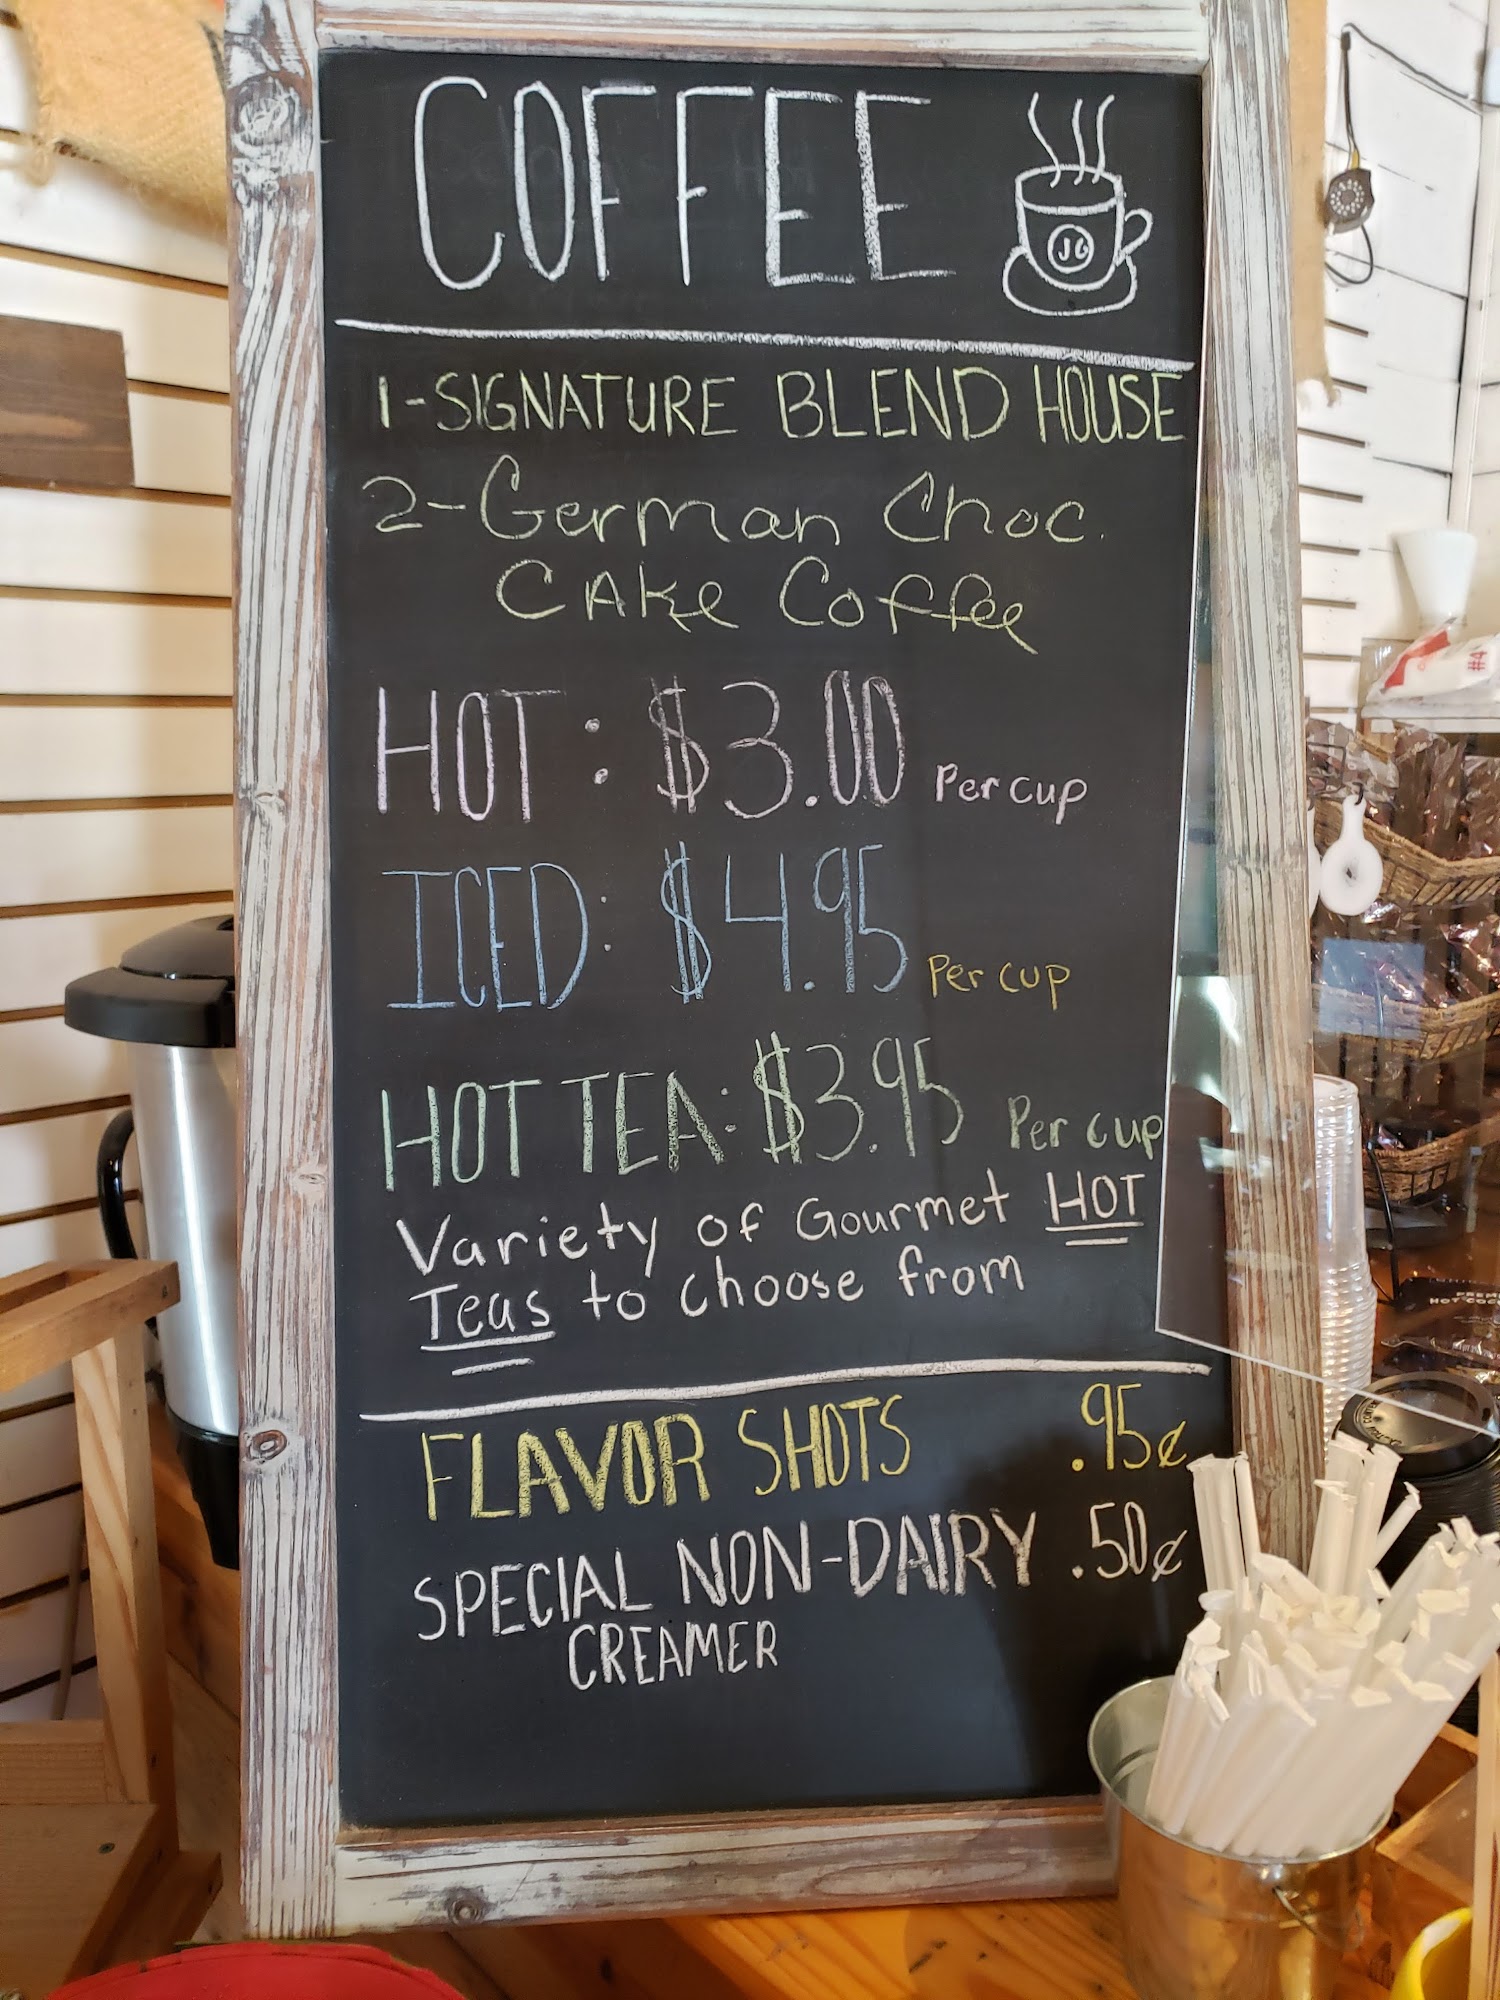 COFFEE
JG
1-SIGNATURE BLEND HOUSE
2-German Choc.
CAke Coffee
HOT: $3.00 Per cup
ICED: $4.95 Per cup
HOT TEA: $3.95 Per cup
Variety of Gourmet HOT
Teas to choose from
FLAVOR SHOTS .95¢
SPECIAL NON-DAIRY .50¢
CREAMER
#4